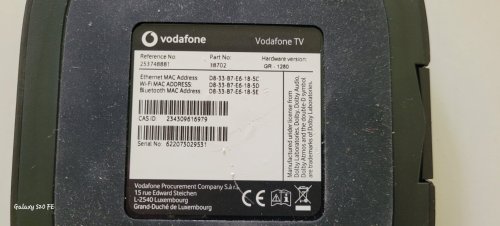 vodafone
Vodafone TV
Reference No:
253748881
Part No:
18702
Hardware version:
GR - 1280
Ethernet MAC Address D8-33-B7-E6-18-5C
Wi-Fi MAC ADDRESS: D8-33-B7-E6-18-5D
Bluetooth MAC Address D8-33-B7-E6-18-5E
CAS ID: 234309616979
Serial No: 622073029531
Manufactured under license from
Dolby Laboratories. Dolby, Dolby Audio,
Dolby Atmos and the double-D symbol
are trademarks of Dolby Laboratories.
Vodafone Procurement Company S.à r.l.
15 rue Edward Steichen
L-2540 Luxembourg
Grand-Duché de Luxembourg
CE
Galaxy S20 FE